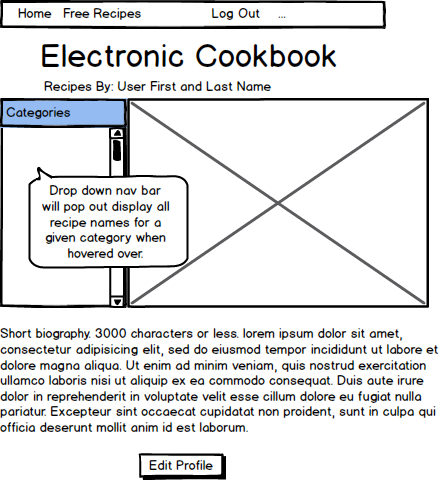 Home Free Recipes Log Out ...
Electronic Cookbook
Recipes By: User First and Last Name
Categories
Drop down nav bar
will pop out display all
recipe names for a
given category when
hovered over.
Short biography. 3000 characters or less. lorem ipsum dolor sit amet,
consectetur adipisicing elit, sed do eiusmod tempor incididunt ut labore et
dolore magna aliqua. Ut enim ad minim veniam, quis nostrud exercitation
ullamco laboris nisi ut aliquip ex ea commodo consequat. Duis aute irure
dolor in reprehenderit in voluptate velit esse cillum dolore eu fugiat nulla
pariatur. Excepteur sint occaecat cupidatat non proident, sunt in culpa qui
officia deserunt mollit anim id est laborum.
Edit Profile